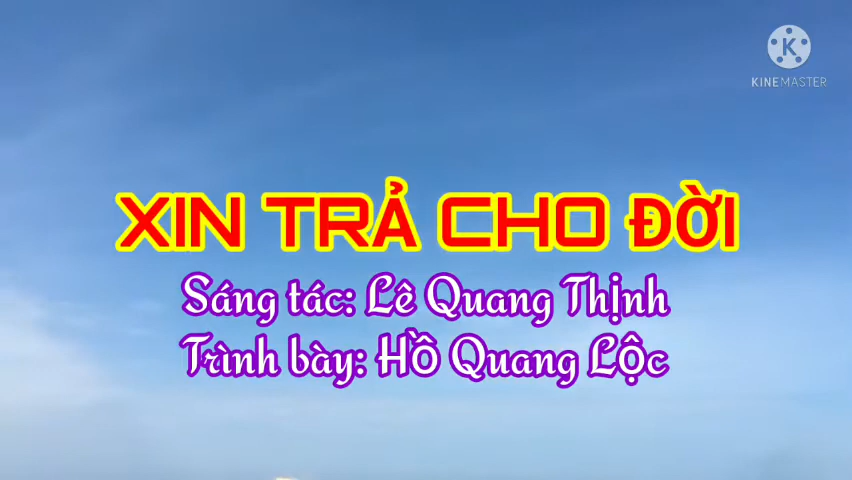 KINEMASTER
XIN TRẢ CHO ĐỜI
Sáng tác: Lê Quang Thịnh
Trình bày: Hồ Quang Lộc